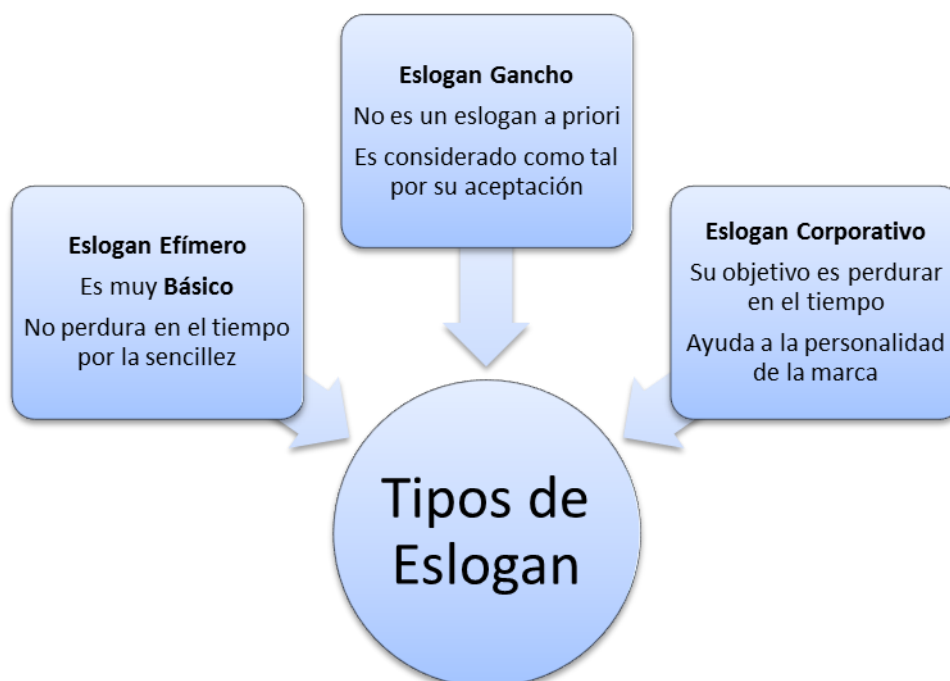 Eslogan Gancho
No es un eslogan a priori
Es considerado como tal
por su aceptación
Eslogan Efímero
Es muy Básico
No perdura en el tiempo
por la sencillez
Eslogan Corporativo
Su objetivo es perdurar
en el tiempo
Ayuda a la personalidad
de la marca
Tipos de
Eslogan